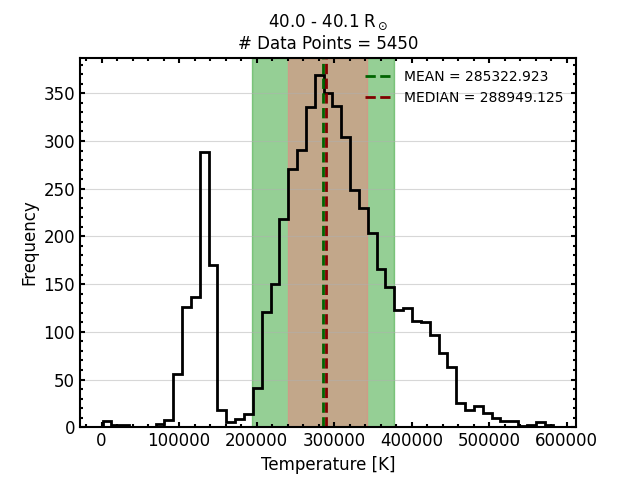 40.0 - 40.1 R⊙
# Data Points = 5450
MEAN = 285322.923
MEDIAN = 288949.125
350
300
250
200
150
100
50
0
Frequency
0 100000 200000 300000 400000 500000 600000
Temperature [K]